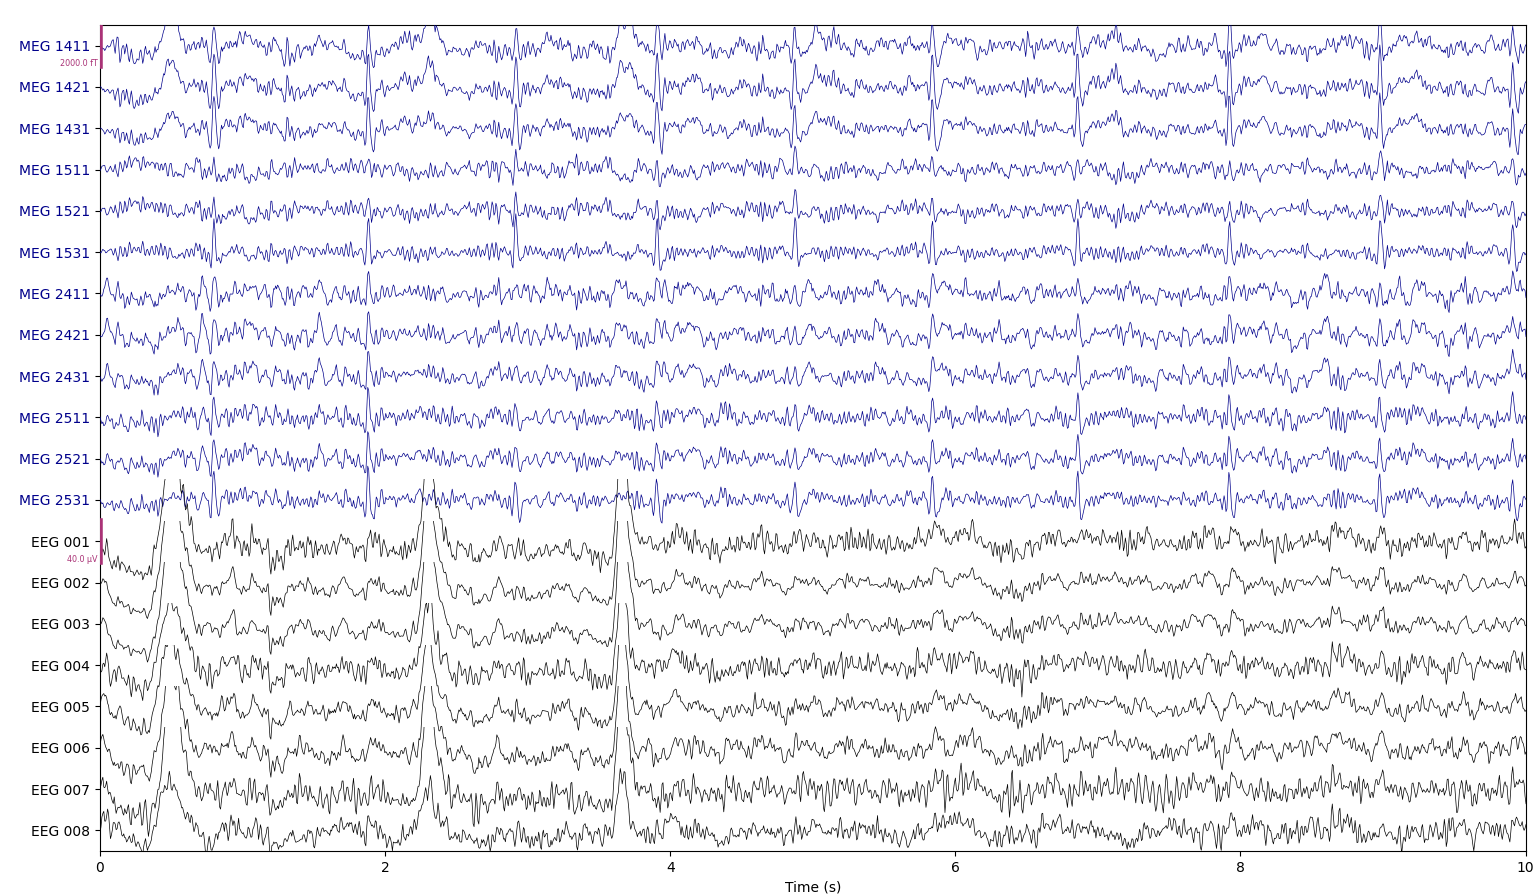 MEG 1411
2000.0 fT
MEG 1421
MEG 1431
MEG 1511
MEG 1521
MEG 1531
MEG 2411
MEG 2421
MEG 2431
MEG 2511
MEG 2521
MEG 2531
EEG 001
40.0 µV
EEG 002
EEG 003
EEG 004
EEG 005
EEG 006
EEG 007
EEG 008
0 2 4 6 8 10
Time (s)